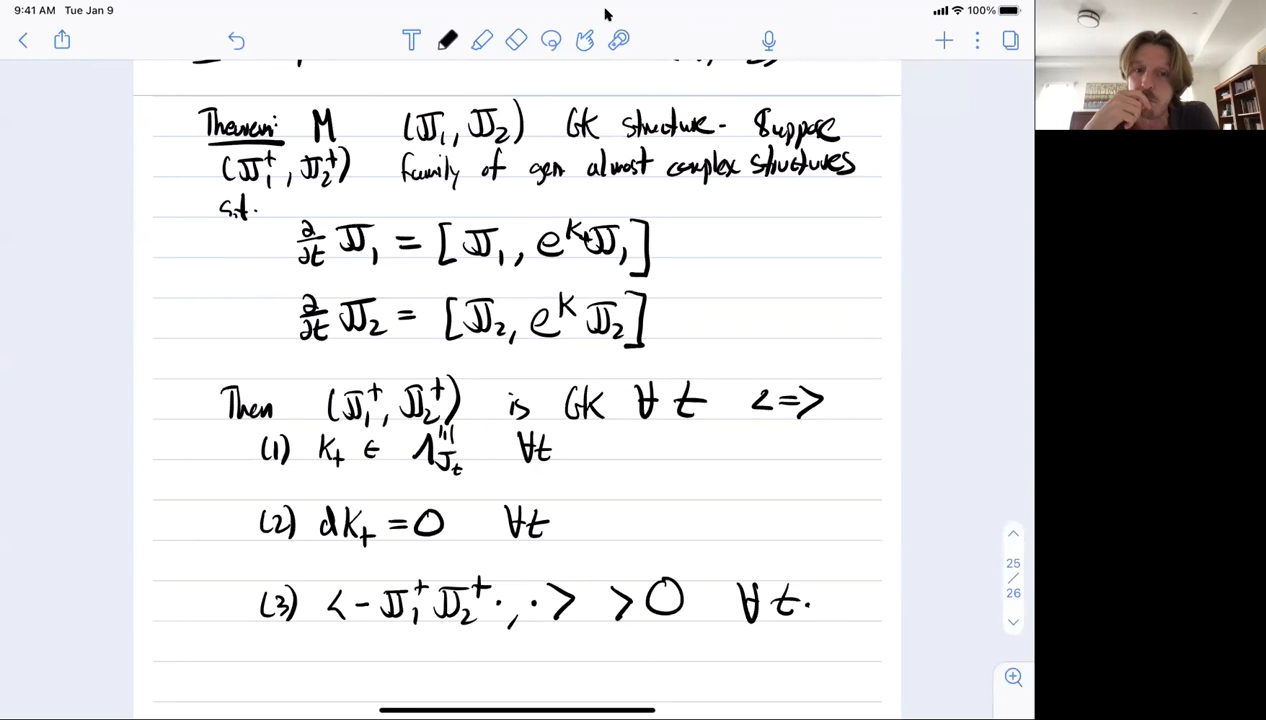 9:41 AM Tue Jan 9
100%
Theorem: M (𝕁₁, 𝕁₂) GK structure. Suppose
(𝕁₁ᵗ, 𝕁₂ᵗ) family of gen almost complex structures
s.t.
∂/∂t 𝕁₁ = [𝕁₁, e^{Kₜ} 𝕁₁]
∂/∂t 𝕁₂ = [𝕁₂, e^K 𝕁₂]
Then (𝕁₁ᵗ, 𝕁₂ᵗ) is GK ∀ t <=>
(1) Kₜ ∈ Λ^{1,1}_{Jₜ} ∀t
(2) dKₜ = 0 ∀t
(3) < - 𝕁₁ᵗ 𝕁₂ᵗ ·, · > > 0 ∀ t.
25
/
26